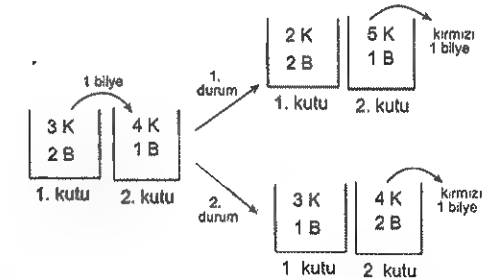 1 bilye
3 K
2 B
1. kutu
4 K
1 B
2. kutu
1.
durum
2 K
2 B
1. kutu
5 K
1 B
2. kutu
kırmızı
1 bilye
2.
durum
3 K
1 B
1 kutu
4 K
2 B
2 kutu
kırmızı
1 bilye